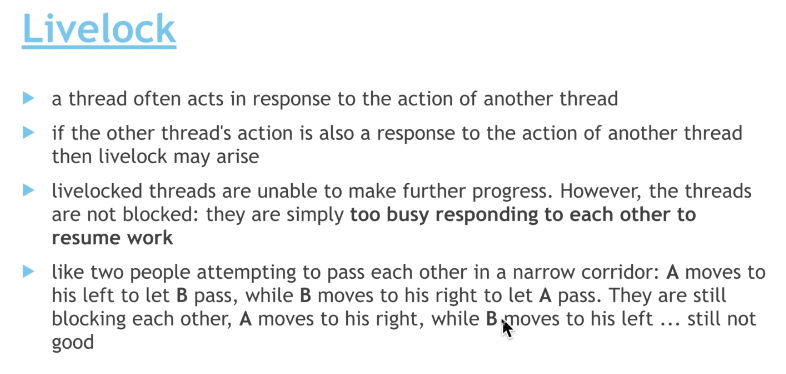 Livelock
a thread often acts in response to the action of another thread
if the other thread's action is also a response to the action of another thread
then livelock may arise
livelocked threads are unable to make further progress. However, the threads
are not blocked: they are simply too busy responding to each other to
resume work
like two people attempting to pass each other in a narrow corridor: A moves to
his left to let B pass, while B moves to his right to let A pass. They are still
blocking each other, A moves to his right, while B moves to his left ... still not
good